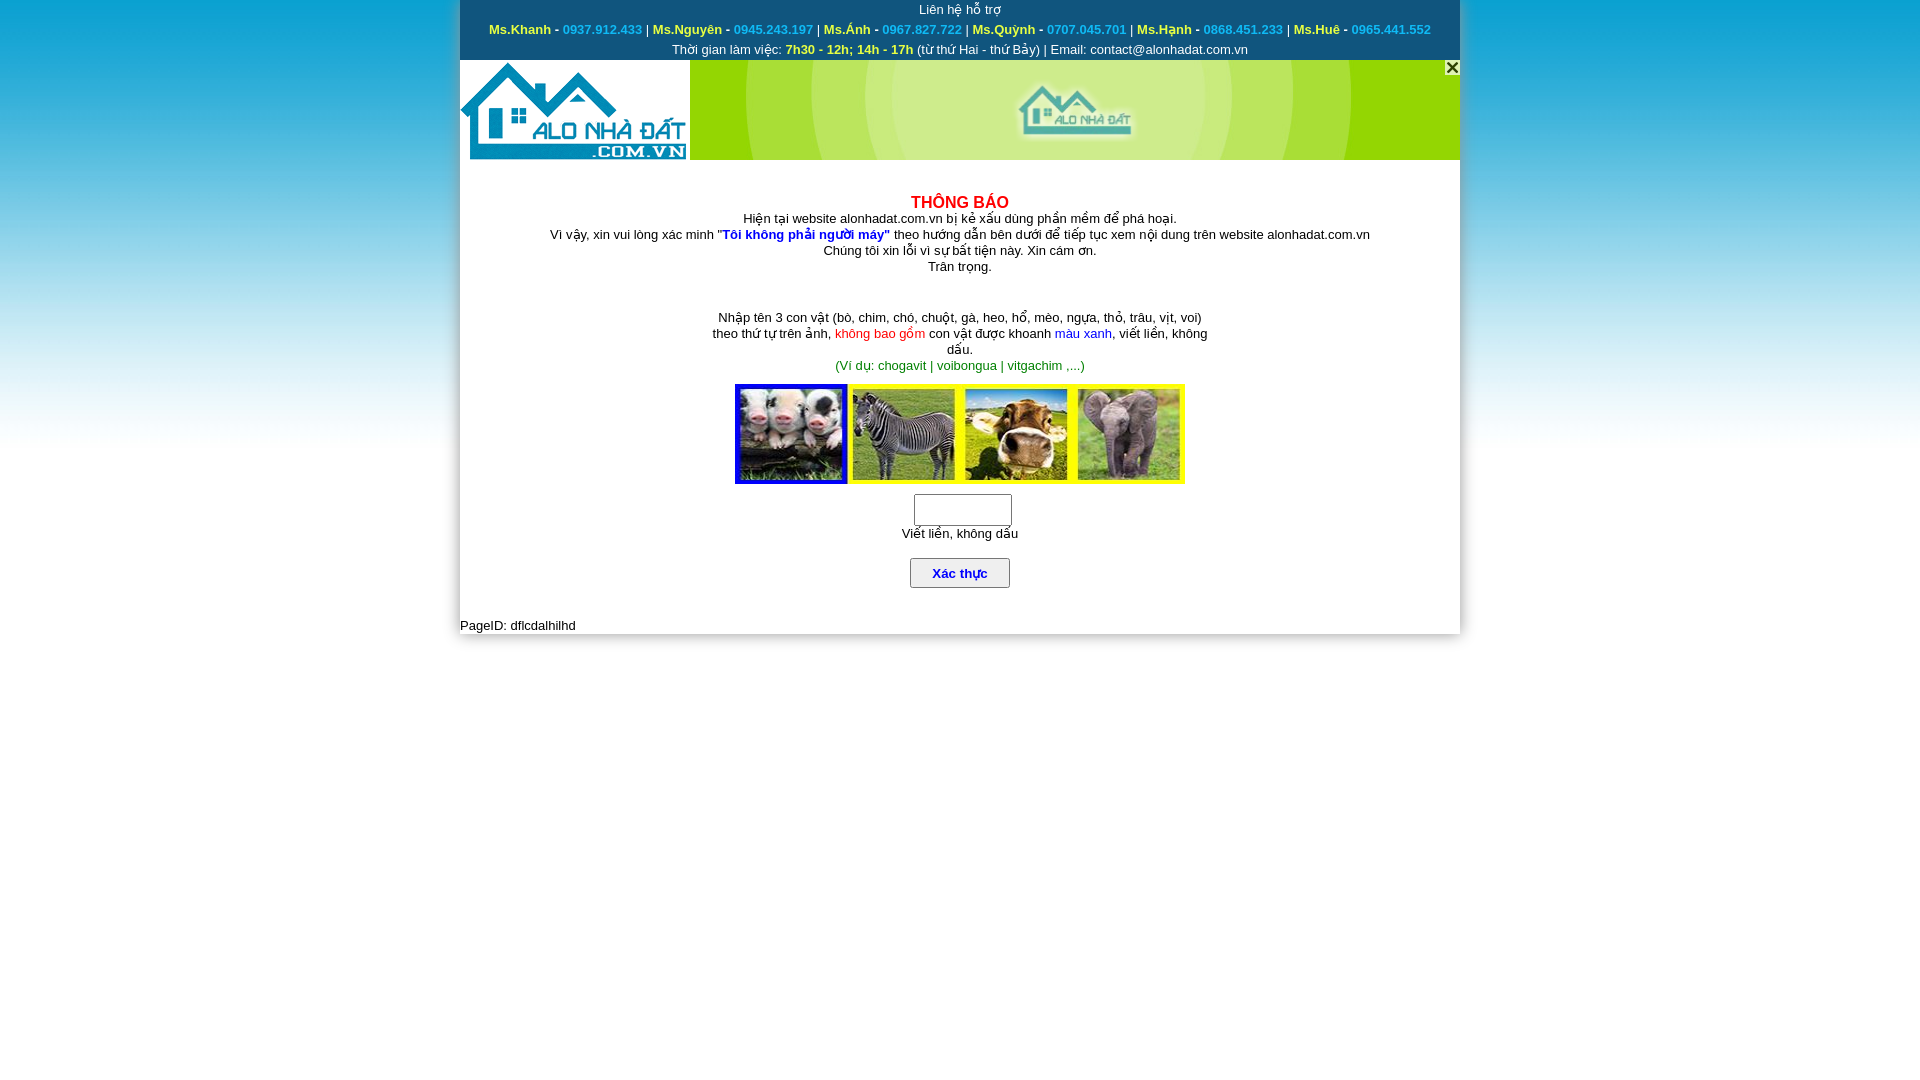 Liên hệ hỗ trợ
Ms.Khanh - 0937.912.433 | Ms.Nguyên - 0945.243.197 | Ms.Ánh - 0967.827.722 | Ms.Quỳnh - 0707.045.701 | Ms.Hạnh - 0868.451.233 | Ms.Huê - 0965.441.552
Thời gian làm việc: 7h30 - 12h; 14h - 17h (từ thứ Hai - thứ Bảy) | Email: contact@alonhadat.com.vn
ALO NHÀ ĐẤT
.COM.VN
ALO NHÀ ĐẤT
THÔNG BÁO
Hiện tại website alonhadat.com.vn bị kẻ xấu dùng phần mềm để phá hoại.
Vì vậy, xin vui lòng xác minh "Tôi không phải người máy" theo hướng dẫn bên dưới để tiếp tục xem nội dung trên website alonhadat.com.vn
Chúng tôi xin lỗi vì sự bất tiện này. Xin cám ơn.
Trân trọng.
Nhập tên 3 con vật (bò, chim, chó, chuột, gà, heo, hổ, mèo, ngựa, thỏ, trâu, vịt, voi)
theo thứ tự trên ảnh, không bao gồm con vật được khoanh màu xanh, viết liền, không
dấu.
(Ví dụ: chogavit | voibongua | vitgachim ,...)
Viết liền, không dấu
Xác thực
PageID: dflcdalhilhd